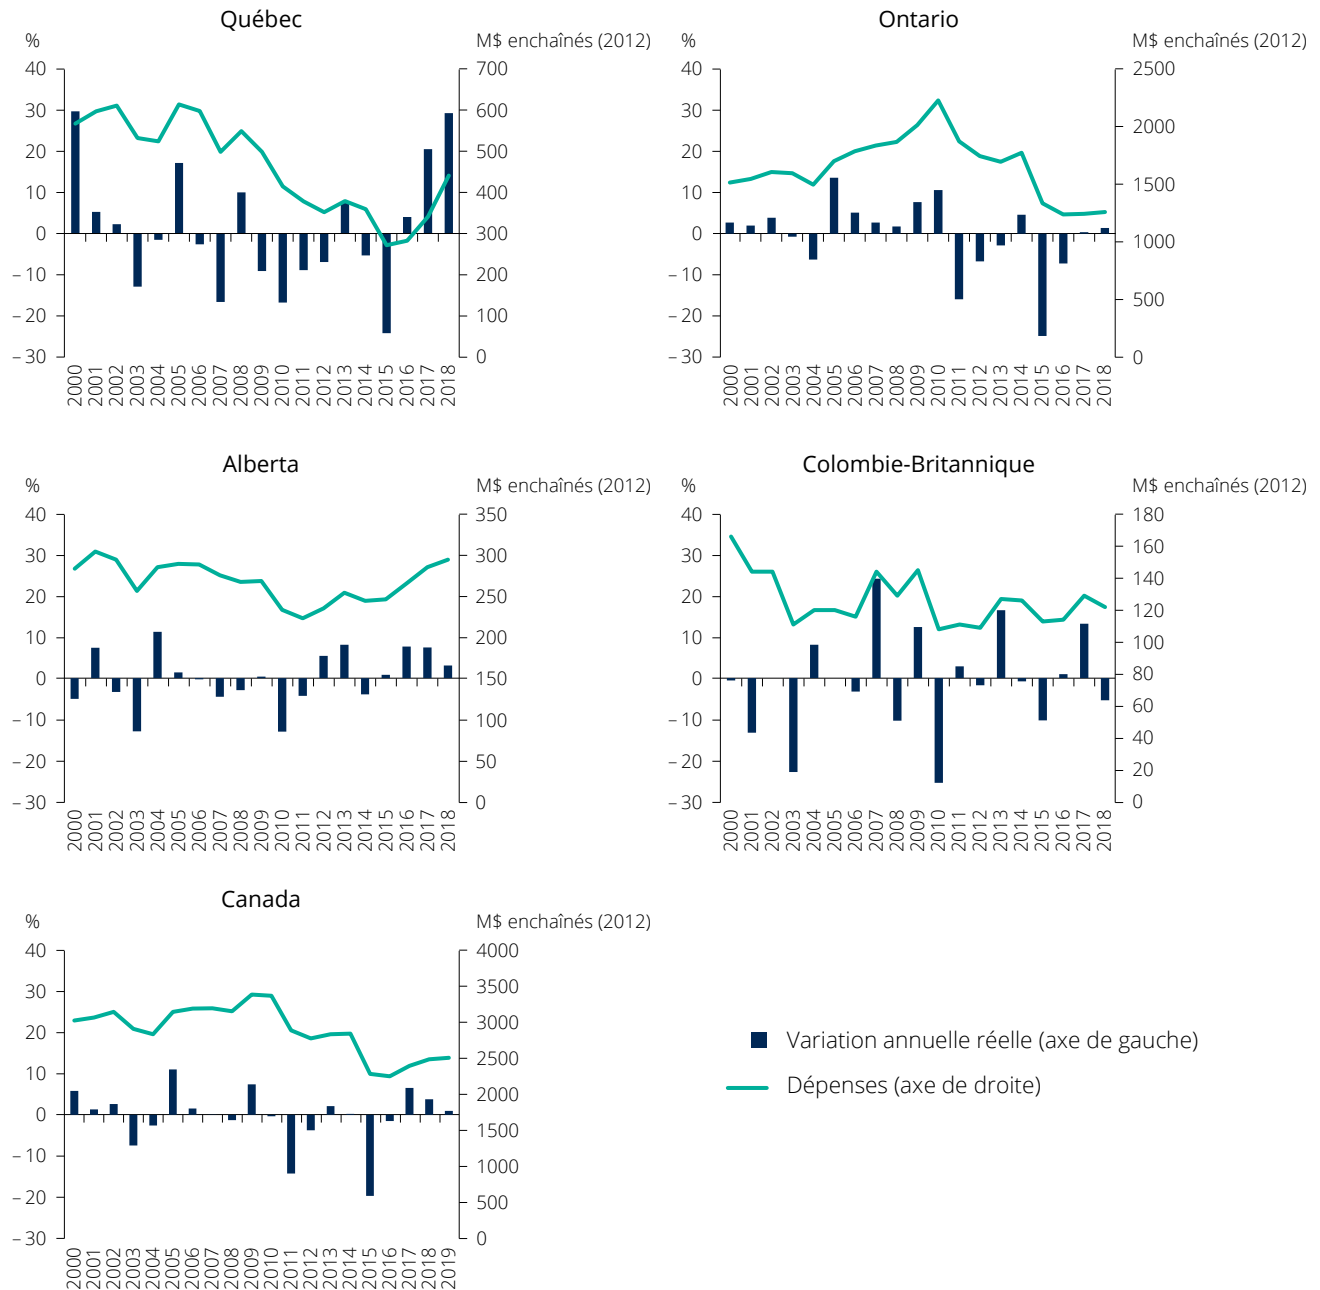 Québec
% M$ enchaînés (2012)
40 700
30 600
20 500
10 400
0 300
– 10 200
– 20 100
– 30 0
2000 2001 2002 2003 2004 2005 2006 2007 2008 2009 2010 2011 2012 2013 2014 2015 2016 2017 2018
Ontario
% M$ enchaînés (2012)
40 2500
30 2000
20 1500
10 1000
0 500
– 10 0
– 20
– 30
2000 2001 2002 2003 2004 2005 2006 2007 2008 2009 2010 2011 2012 2013 2014 2015 2016 2017 2018
Alberta
% M$ enchaînés (2012)
40 350
30 300
20 250
10 200
0 150
– 10 100
– 20 50
– 30 0
2000 2001 2002 2003 2004 2005 2006 2007 2008 2009 2010 2011 2012 2013 2014 2015 2016 2017 2018
Colombie-Britannique
% M$ enchaînés (2012)
40 180
30 160
20 140
10 120
0 100
– 10 80
– 20 60
– 30 40
20
0
2000 2001 2002 2003 2004 2005 2006 2007 2008 2009 2010 2011 2012 2013 2014 2015 2016 2017 2018
Canada
% M$ enchaînés (2012)
40 4000
30 3500
20 3000
10 2500
0 2000
– 10 1500
– 20 1000
– 30 500
0
2000 2001 2002 2003 2004 2005 2006 2007 2008 2009 2010 2011 2012 2013 2014 2015 2016 2017 2018 2019
Variation annuelle réelle (axe de gauche)
Dépenses (axe de droite)